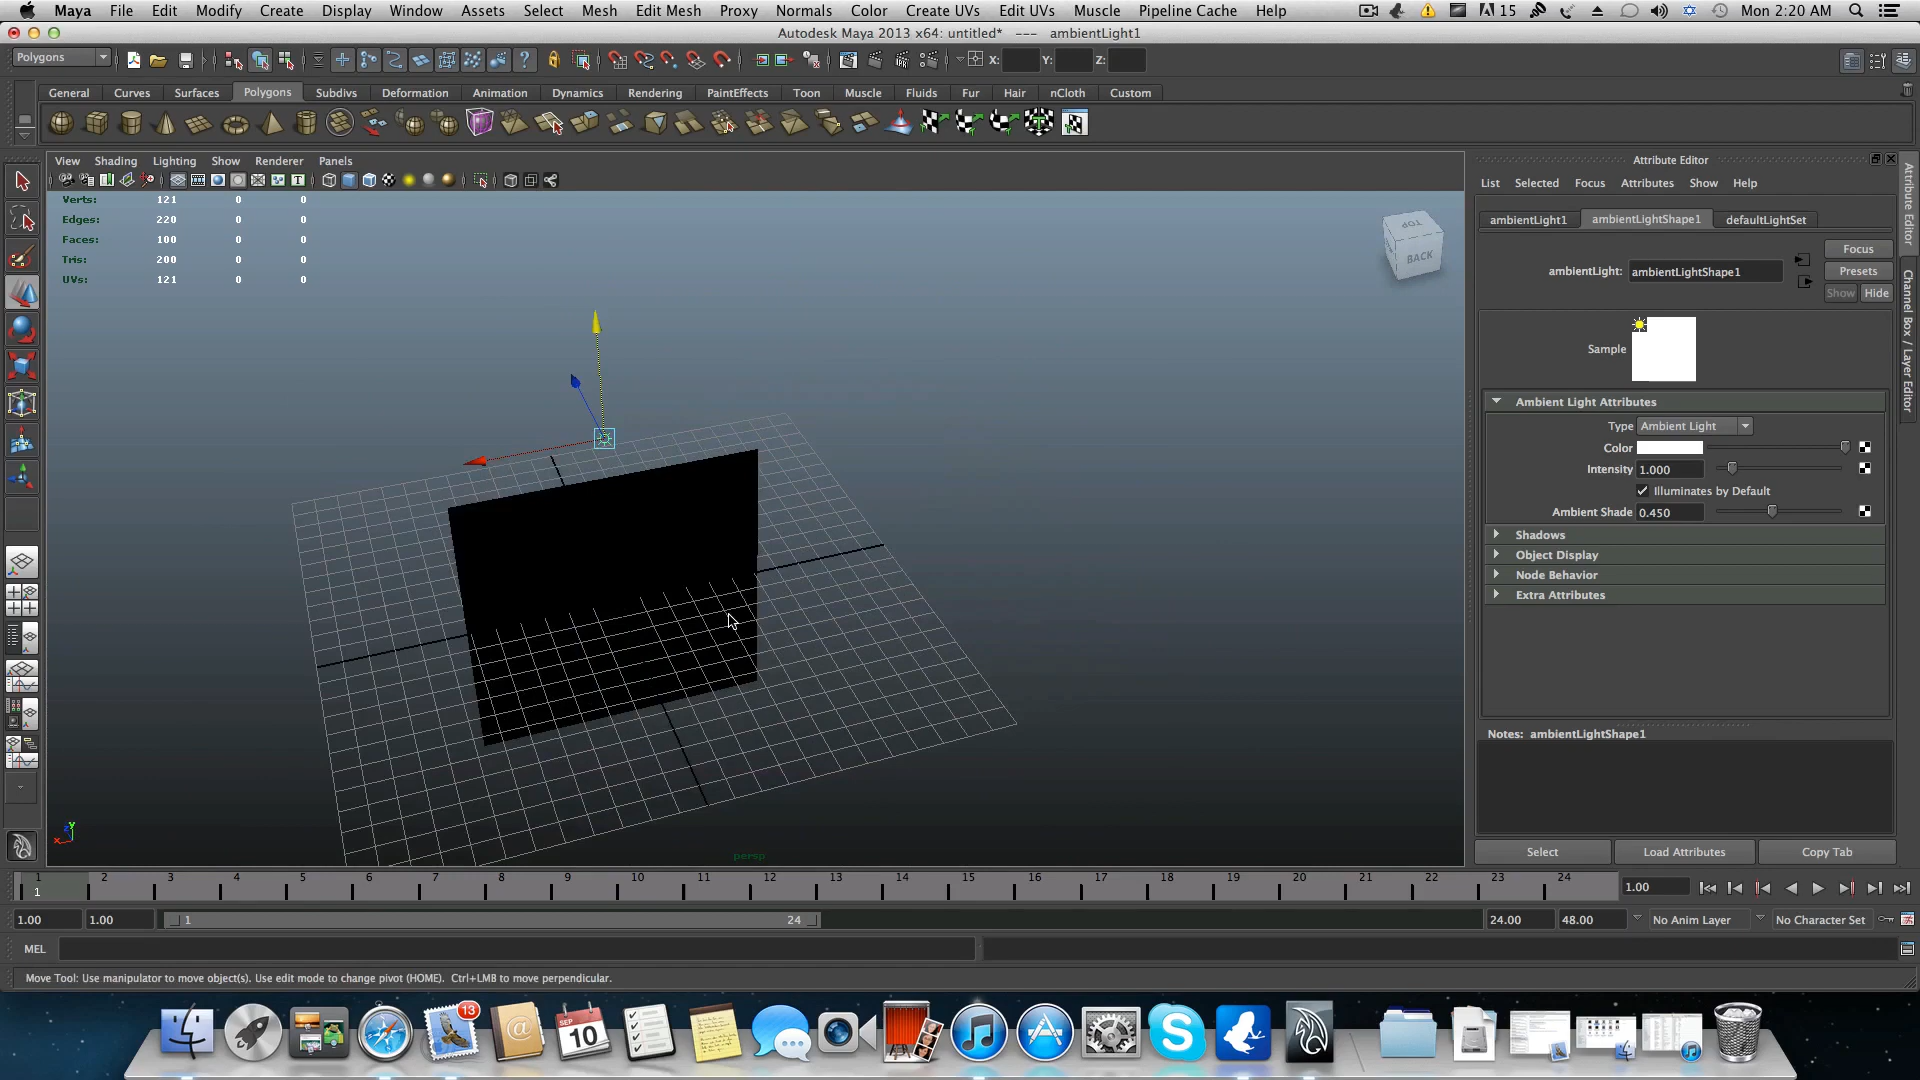 Maya File Edit Modify Create Display Window Assets Select Mesh Edit Mesh Proxy Normals Color Create UVs Edit UVs Muscle Pipeline Cache Help 15 Mon 2:20 AM
Autodesk Maya 2013 x64: untitled* --- ambientLight1
Polygons X: Y: Z:
General Curves Surfaces Polygons Subdivs Deformation Animation Dynamics Rendering PaintEffects Toon Muscle Fluids Fur Hair nCloth Custom
View Shading Lighting Show Renderer Panels
Verts: 121 0 0
Edges: 220 0 0
Faces: 100 0 0
Tris: 200 0 0
UVs: 121 0 0
TOP
BACK
persp
Attribute Editor
List Selected Focus Attributes Show Help
ambientLight1 ambientLightShape1 defaultLightSet
Focus
ambientLight: ambientLightShape1 Presets
Show Hide
Sample
Ambient Light Attributes
Type Ambient Light
Color
Intensity 1.000
Illuminates by Default
Ambient Shade 0.450
Shadows
Object Display
Node Behavior
Extra Attributes
Notes: ambientLightShape1
Select Load Attributes Copy Tab
Attribute Editor
Channel Box / Layer Editor
1 2 3 4 5 6 7 8 9 10 11 12 13 14 15 16 17 18 19 20 21 22 23 24
1 1.00
1.00 1.00 1 24 24.00 48.00 No Anim Layer No Character Set
MEL
Move Tool: Use manipulator to move object(s). Use edit mode to change pivot (HOME). Ctrl+LMB to move perpendicular.
13
SEP
10